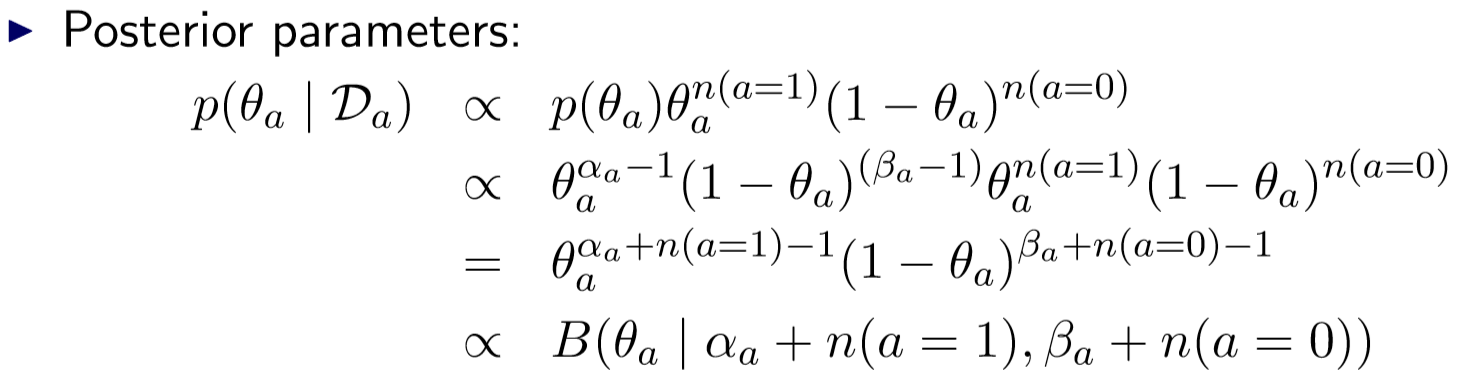 ▶ Posterior parameters:
p(θ_a | 𝒟_a) ∝ p(θ_a)θ_a^{n(a=1)}(1 − θ_a)^{n(a=0)}
∝ θ_a^{α_a−1}(1 − θ_a)^{(β_a−1)}θ_a^{n(a=1)}(1 − θ_a)^{n(a=0)}
= θ_a^{α_a+n(a=1)−1}(1 − θ_a)^{β_a+n(a=0)−1}
∝ B(θ_a | α_a + n(a = 1), β_a + n(a = 0))